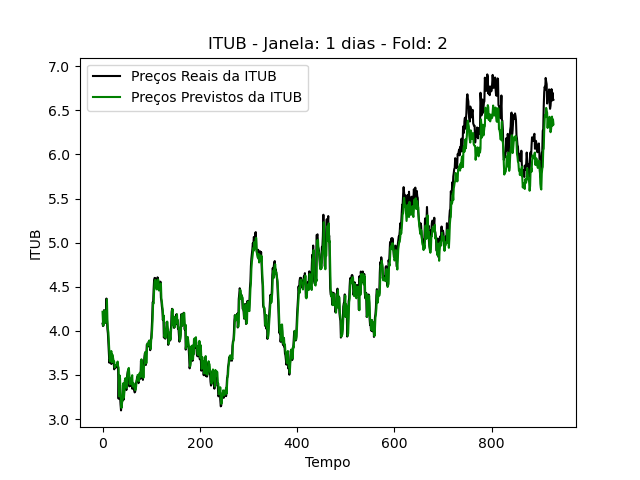 ITUB - Janela: 1 dias - Fold: 2
Preços Reais da ITUB
Preços Previstos da ITUB
7.0
6.5
6.0
5.5
5.0
4.5
4.0
3.5
3.0
ITUB
0 200 400 600 800
Tempo